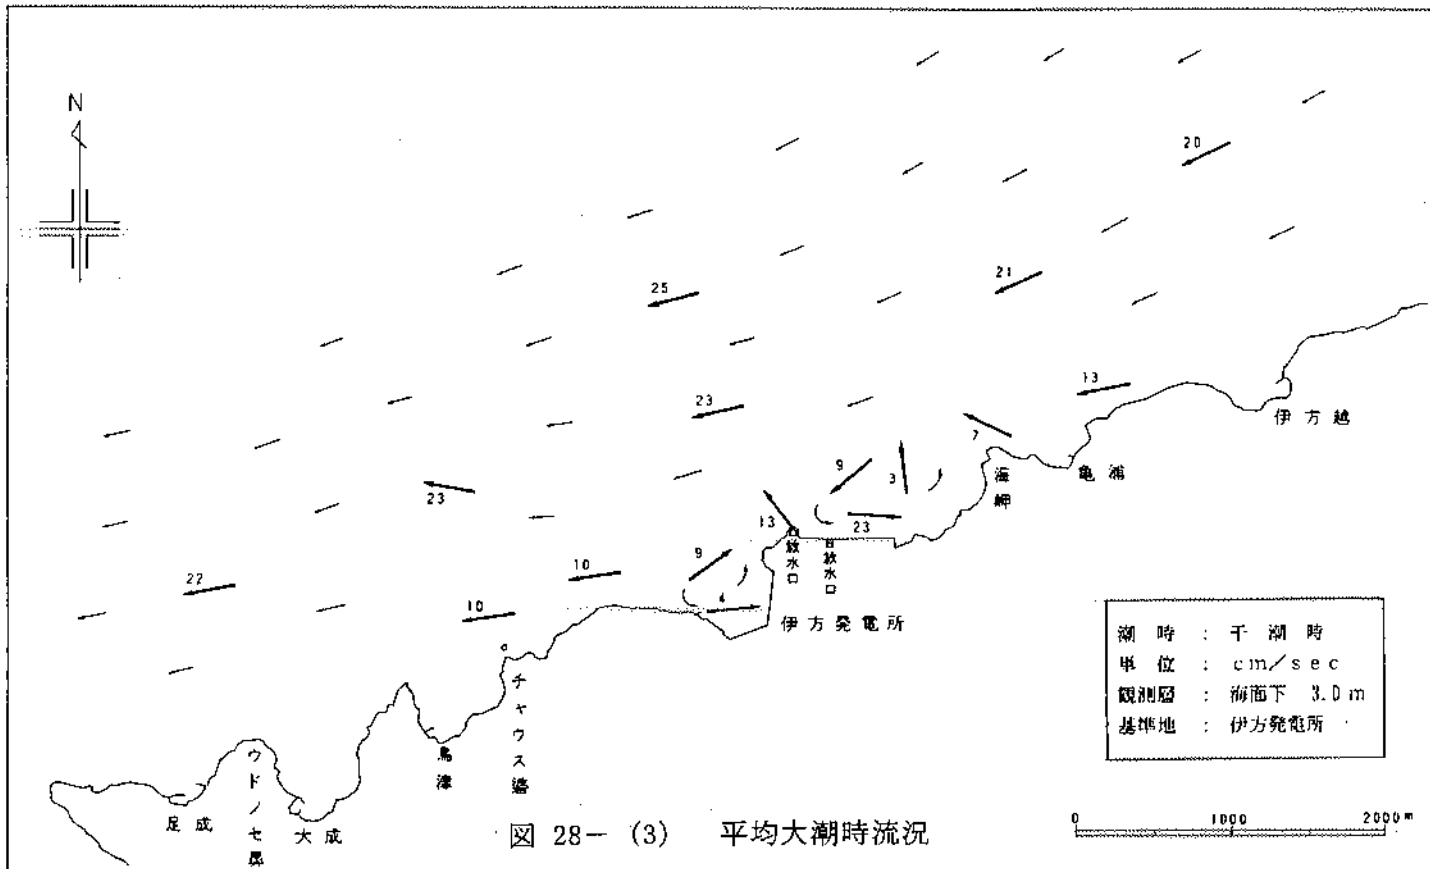 N
20
21
25
13
伊方越
23
7
亀浦
海岬
9
3
23
23
13
放水口
放水口
9
10
4
22
10
伊方発電所
潮時 : 干潮時
単位 : cm/sec
観測層 : 海面下 3.0m
基準地 : 伊方発電所
チャウス碆
鳥津
ウドノセ鼻
足成
大成
0 1000 2000m
図 28- (3) 平均大潮時流況